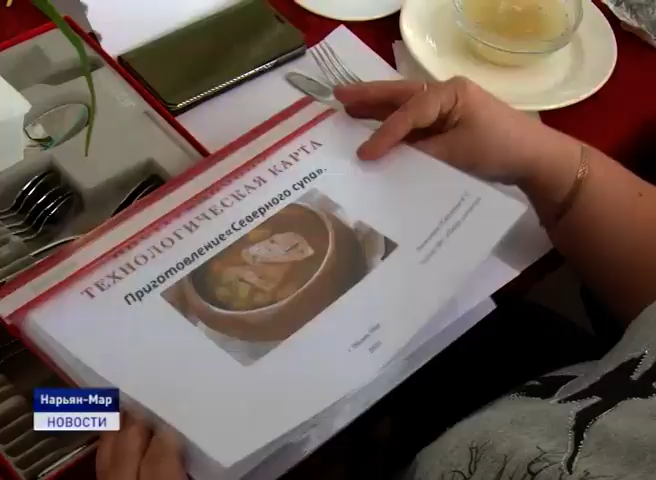 ТЕХНОЛОГИЧЕСКАЯ КАРТА
Приготовление «Северного супа».
Нарьян-Мар
НОВОСТИ